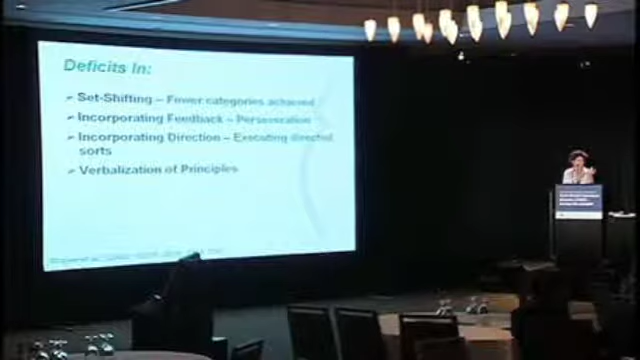 Deficits In:
➢ Set-Shifting – Fewer categories achieved
➢ Incorporating Feedback – Perseveration
➢ Incorporating Direction – Executing directed
sorts
➢ Verbalization of Principles